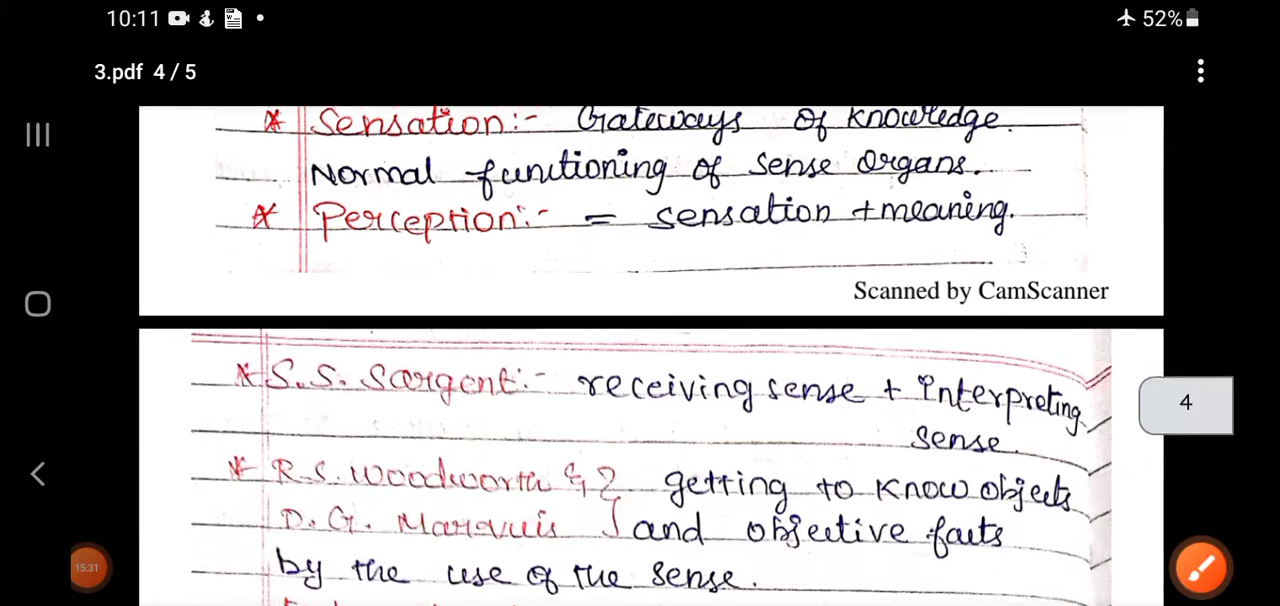 10:11
52%
3.pdf 4 / 5
* Sensation:- Gateways of knowledge.
Normal functioning of sense organs.
* Perception:- = sensation + meaning.
Scanned by CamScanner
* S.S. Sargent:- receiving sense + interpreting
sense.
4
* R.S. Woodworth & } getting to know objects
D.G. Marquis } and objective facts
by the use of the sense.
15:31